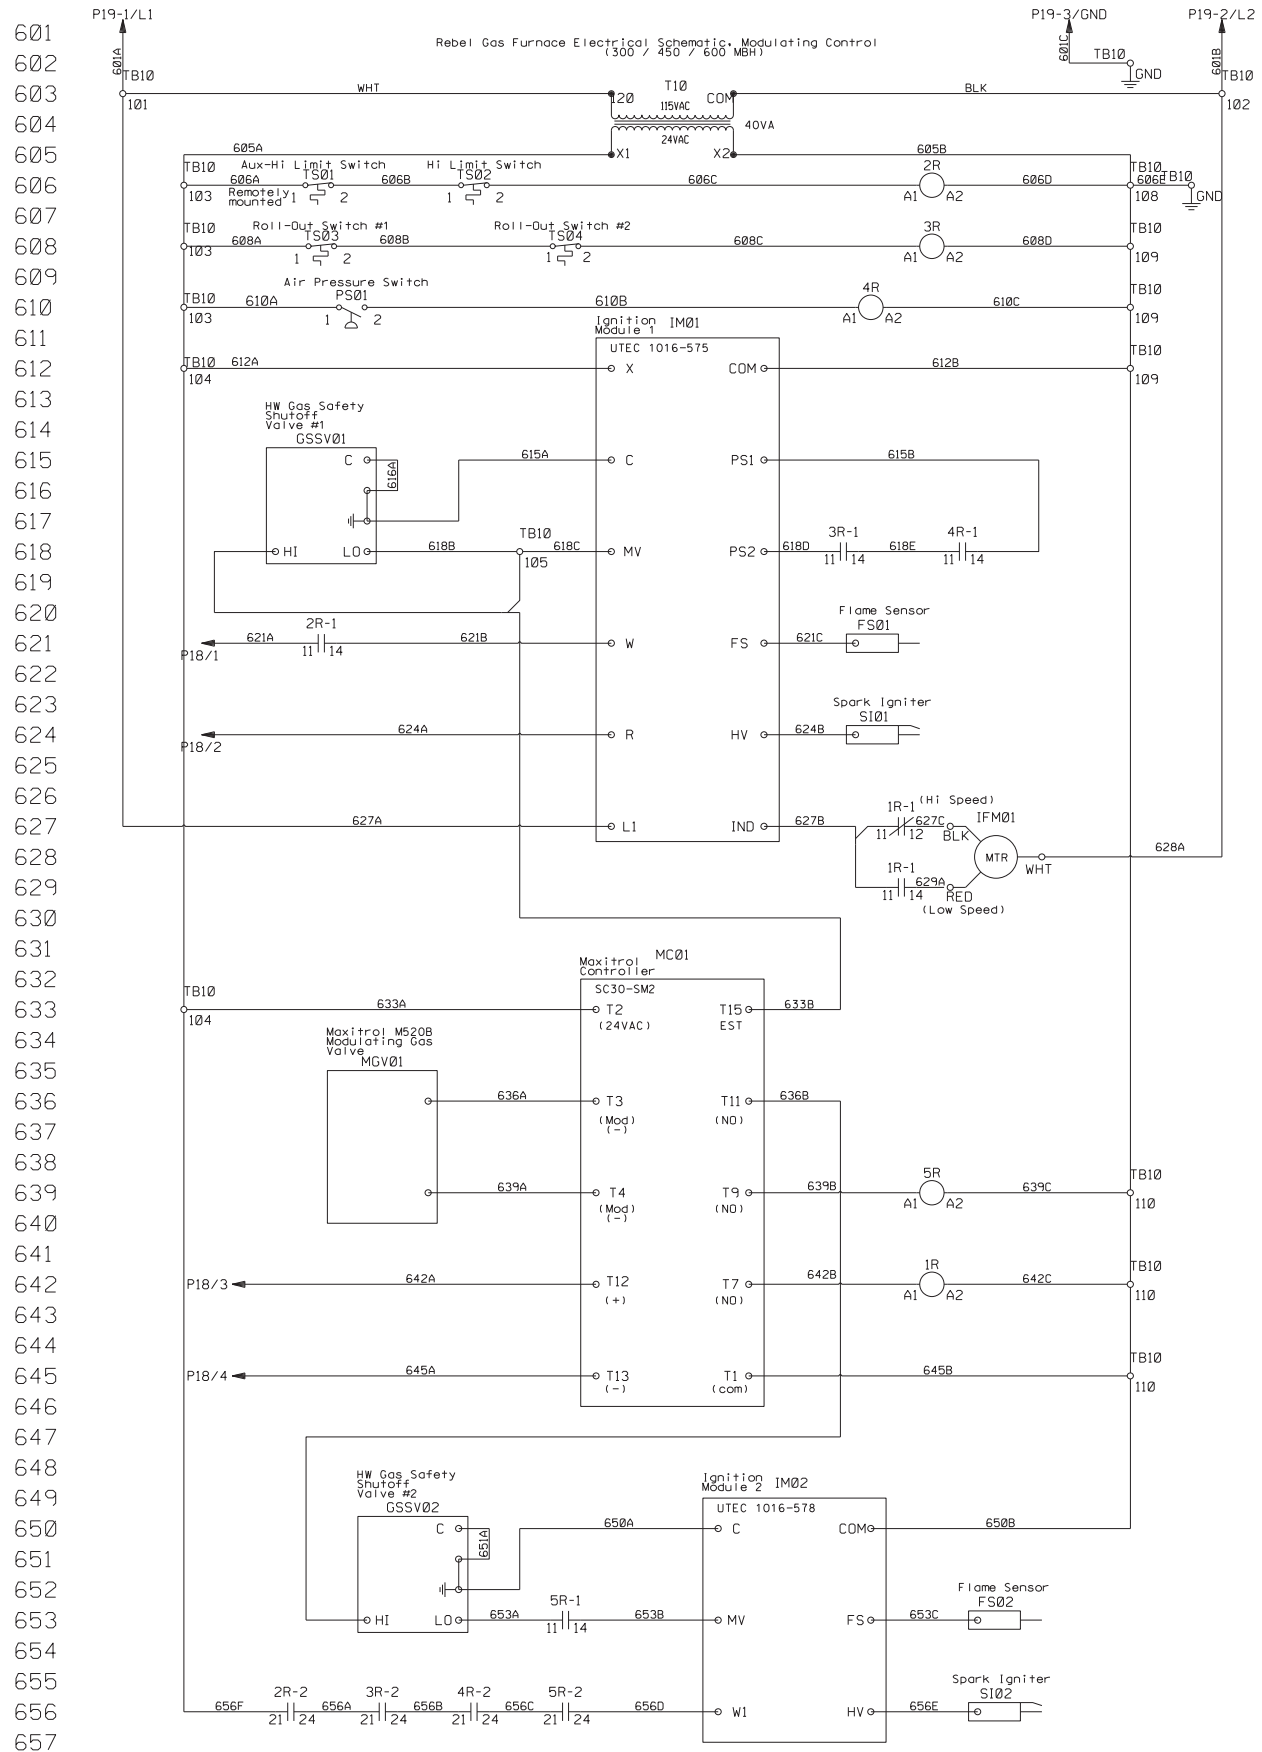 P19-1/L1 P19-3/GND P19-2/L2
601
601A 601C 601B
Rebel Gas Furnace Electrical Schematic, Modulating Control
(300 / 450 / 600 MBH)
602
TB10 GND
TB10 TB10
603
101 WHT 120 T10 COM BLK 102
115VAC
604
40VA
24VAC
605
605A X1 X2 605B
Aux-Hi Limit Switch Hi Limit Switch
TB10 TS01 TS02 2R TB10 TB10
606
606A 606B 606C 606D 606E
103 Remotely mounted 1 2 1 2 A1 A2 108 GND
607
Roll-Out Switch #1 Roll-Out Switch #2
TB10 TS03 TS04 3R TB10
608
608A 608B 608C 608D
103 1 2 1 2 A1 A2 109
609
Air Pressure Switch
TB10 PS01 4R TB10
610
610A 610B 610C
103 1 2 A1 A2 109
611
Ignition
Module 1 IM01
UTEC 1016-575
TB10 TB10
612
612A X COM 612B
104 109
613
HW Gas Safety
Shutoff
Valve #1
GSSV01
614
615
C 615A C PS1 615B
616
616A
617
618
HI LO 618B TB10 618C MV PS2 618D 3R-1 618E 4R-1
105 11 14 11 14
619
620
Flame Sensor
FS01
621
P18/1 621A 2R-1 621B W FS 621C
11 14
622
623
Spark Igniter
SI01
624
P18/2 624A R HV 624B
625
626
(Hi Speed)
627
627A L1 IND 627B 1R-1 627C IFM01
11 12 BLK
628
MTR WHT 628A
629
1R-1 629A
11 14 RED
(Low Speed)
630
631
Maxitrol
Controller MC01
632
SC30-SM2
TB10
633
633A T2 T15 633B
104 (24VAC) EST
634
Maxitrol M520B
Modulating Gas
Valve
MGV01
635
636
636A T3 T11 636B
(Mod) (NO)
(-)
637
638
639
639A T4 T9 639B 5R 639C TB10
(Mod) (NO) A1 A2 110
(-)
640
641
642
P18/3 642A T12 T7 642B 1R 642C TB10
(+) (NO) A1 A2 110
643
644
645
P18/4 645A T13 T1 645B TB10
(-) (com) 110
646
647
648
HW Gas Safety
Shutoff
Valve #2
GSSV02
Ignition
Module 2 IM02
649
UTEC 1016-578
650
C 650A C COM 650B
651
651A
652
Flame Sensor
FS02
653
HI LO 653A 5R-1 653B MV FS 653C
11 14
654
655
Spark Igniter
SI02
656
656F 2R-2 656A 3R-2 656B 4R-2 656C 5R-2 656D W1 HV 656E
21 24 21 24 21 24 21 24
657